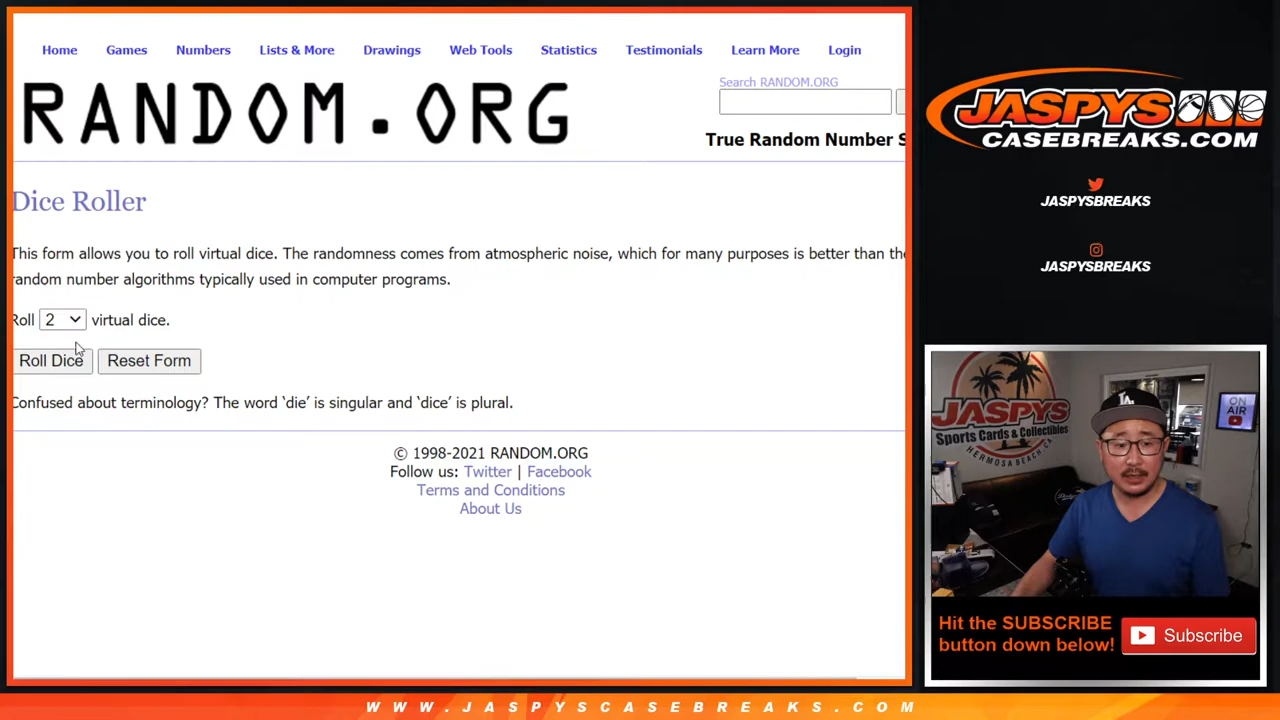 Home Games Numbers Lists & More Drawings Web Tools Statistics Testimonials Learn More Login
Search RANDOM.ORG
RANDOM.ORG
True Random Number S
Dice Roller
This form allows you to roll virtual dice. The randomness comes from atmospheric noise, which for many purposes is better than the
random number algorithms typically used in computer programs.
Roll 2 virtual dice.
Roll Dice Reset Form
Confused about terminology? The word ‘die’ is singular and ‘dice’ is plural.
© 1998-2021 RANDOM.ORG
Follow us: Twitter | Facebook
Terms and Conditions
About Us
JASPYS
CASEBREAKS.COM
JASPYSBREAKS
JASPYSBREAKS
JASPYS
Sports Cards & Collectibles
HERMOSA BEACH, CA
ON
AIR
LA
Hit the SUBSCRIBE
button down below!
Subscribe
WWW.JASPYSCASEBREAKS.COM